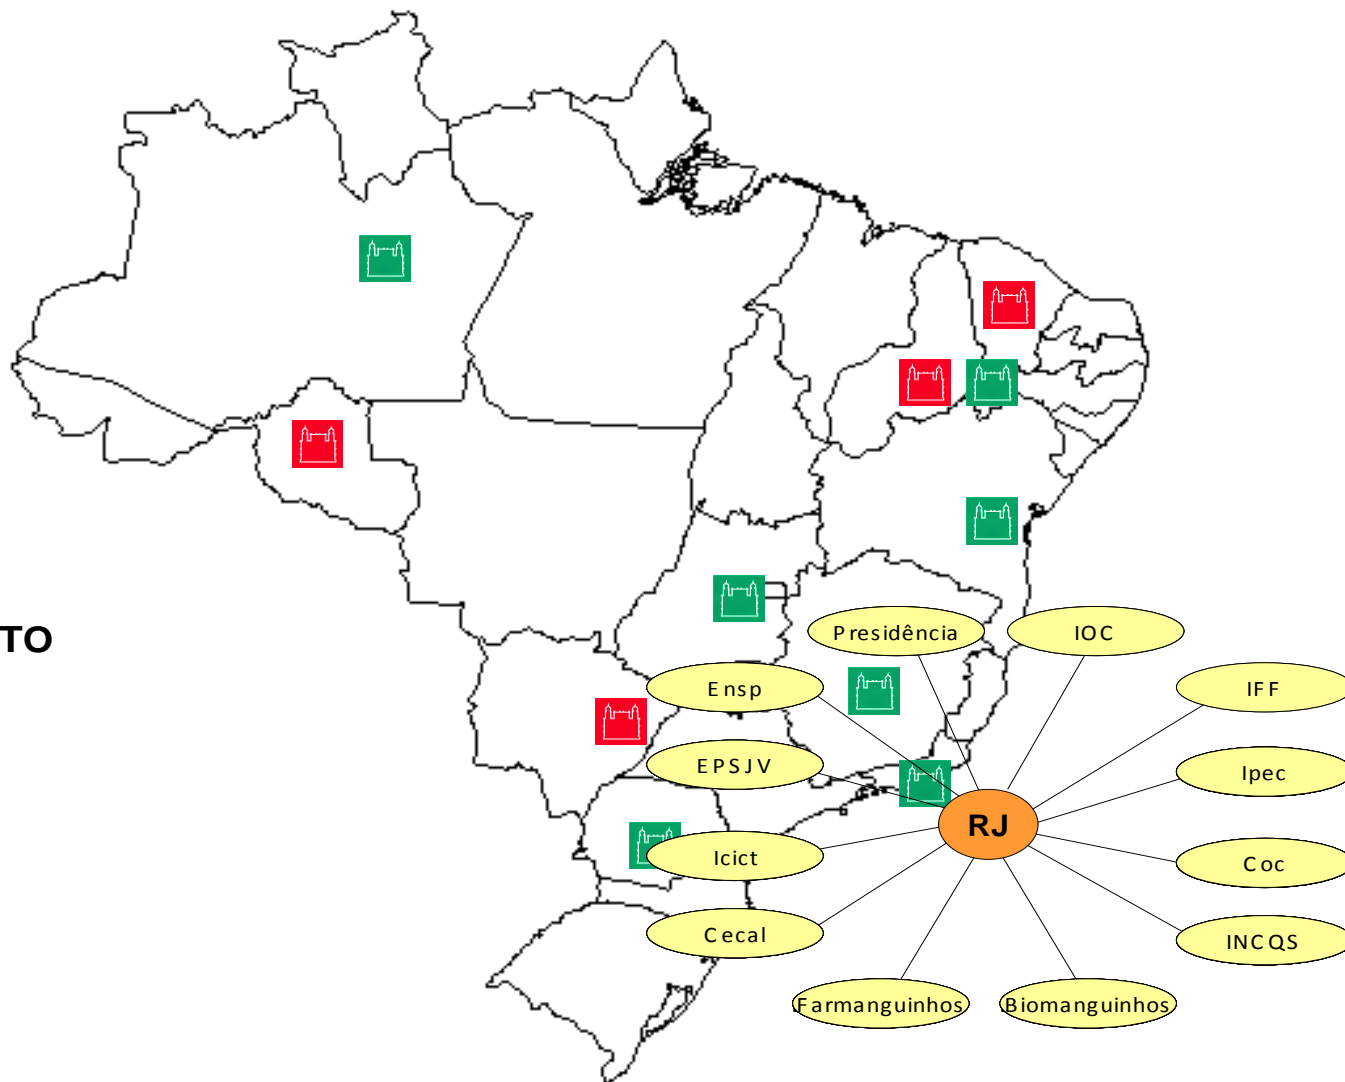 TO
Presidência
IOC
Ensp
IFF
EPSJV
Ipec
RJ
Icict
Coc
Cecal
INCQS
Farmanguinhos
Biomanguinhos